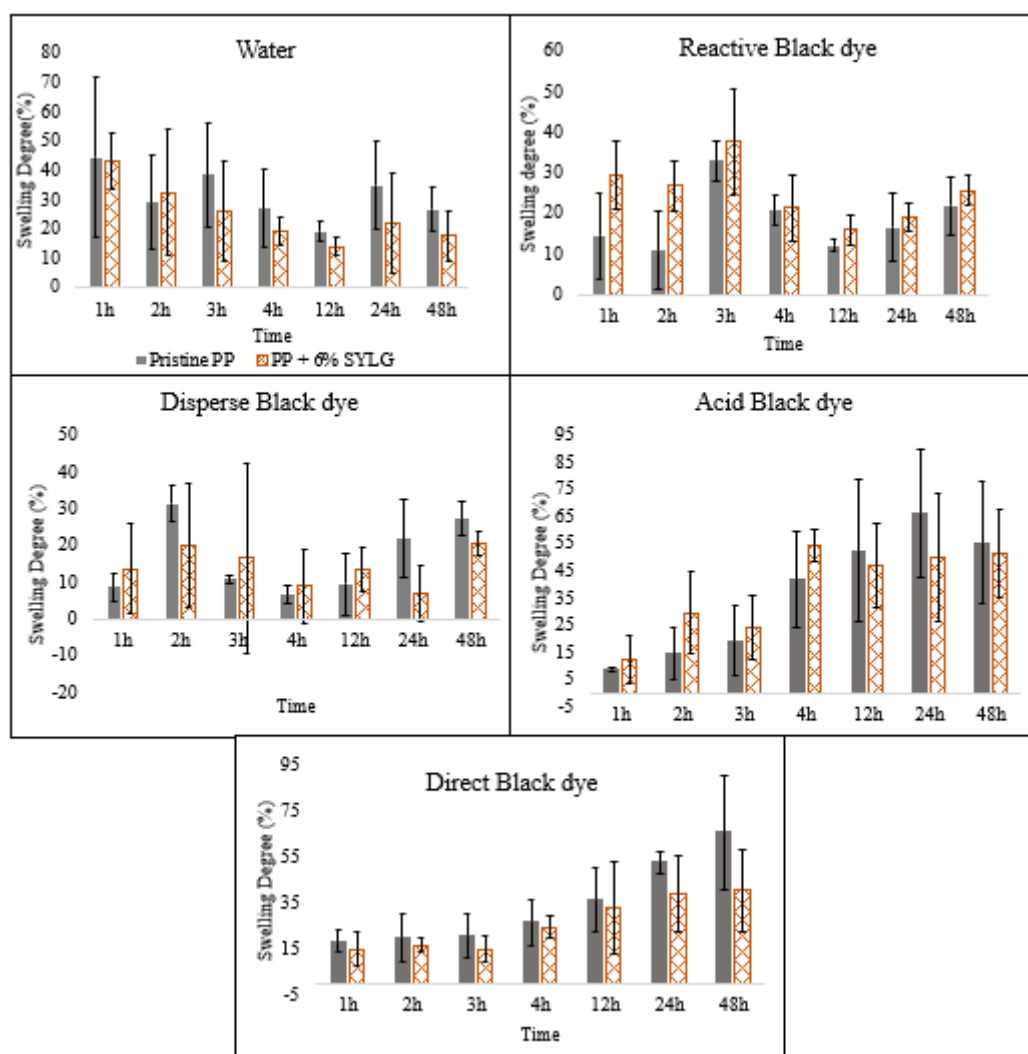 Water
Swelling Degree(%)
80
70
60
50
40
30
20
10
0
1h 2h 3h 4h 12h 24h 48h
Time
Pristine PP PP + 6% SYLG
Reactive Black dye
Swelling degree (%)
60
50
40
30
20
10
0
1h 2h 3h 4h 12h 24h 48h
Time
Disperse Black dye
Swelling Degree (%)
50
40
30
20
10
0
-10
-20
1h 2h 3h 4h 12h 24h 48h
Time
Acid Black dye
Swelling Degree (%)
95
85
75
65
55
45
35
25
15
5
-5
1h 2h 3h 4h 12h 24h 48h
Direct Black dye
Swelling Degree (%)
95
75
55
35
15
-5
1h 2h 3h 4h 12h 24h 48h
Time